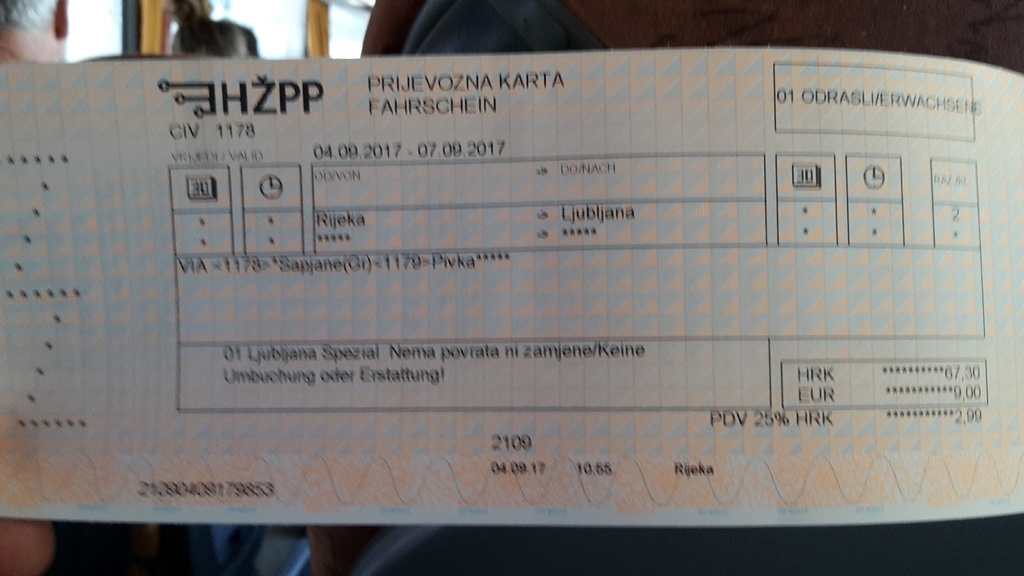 HŽPP
PRIJEVOZNA KARTA
FAHRSCHEIN
01 ODRASLI/ERWACHSENE
CIV 1178
VRIJEDI / VALID
04.09.2017 - 07.09.2017
30 OD/VON -> DO/NACH 30 RAZ./KL.
* * Rijeka -> Ljubljana * * 2
* * ***** -> ***** * * *
VIA <1178>*Sapjane(Gr)<1179>Pivka*****
01 Ljubljana Spezial Nema povrata ni zamjene/Keine
Umbuchung oder Erstattung!
HRK **********67,30
EUR ***********9,00
PDV 25% HRK ***********2,99
2109
04.09.17 10:55 Rijeka
21090409179853